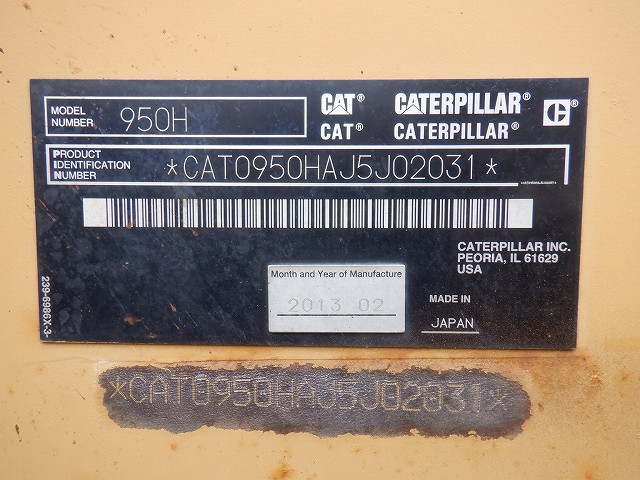 MODEL NUMBER 950H
CAT® CATERPILLAR® C®
CAT® CATERPILLAR®
PRODUCT IDENTIFICATION NUMBER *CAT0950HAJ5J02031*
CATERPILLAR INC.
PEORIA, IL 61629
USA
Month and Year of Manufacture
2013 02
MADE IN
JAPAN
239-6986X-3-
*CAT0950HAJ5J02031*